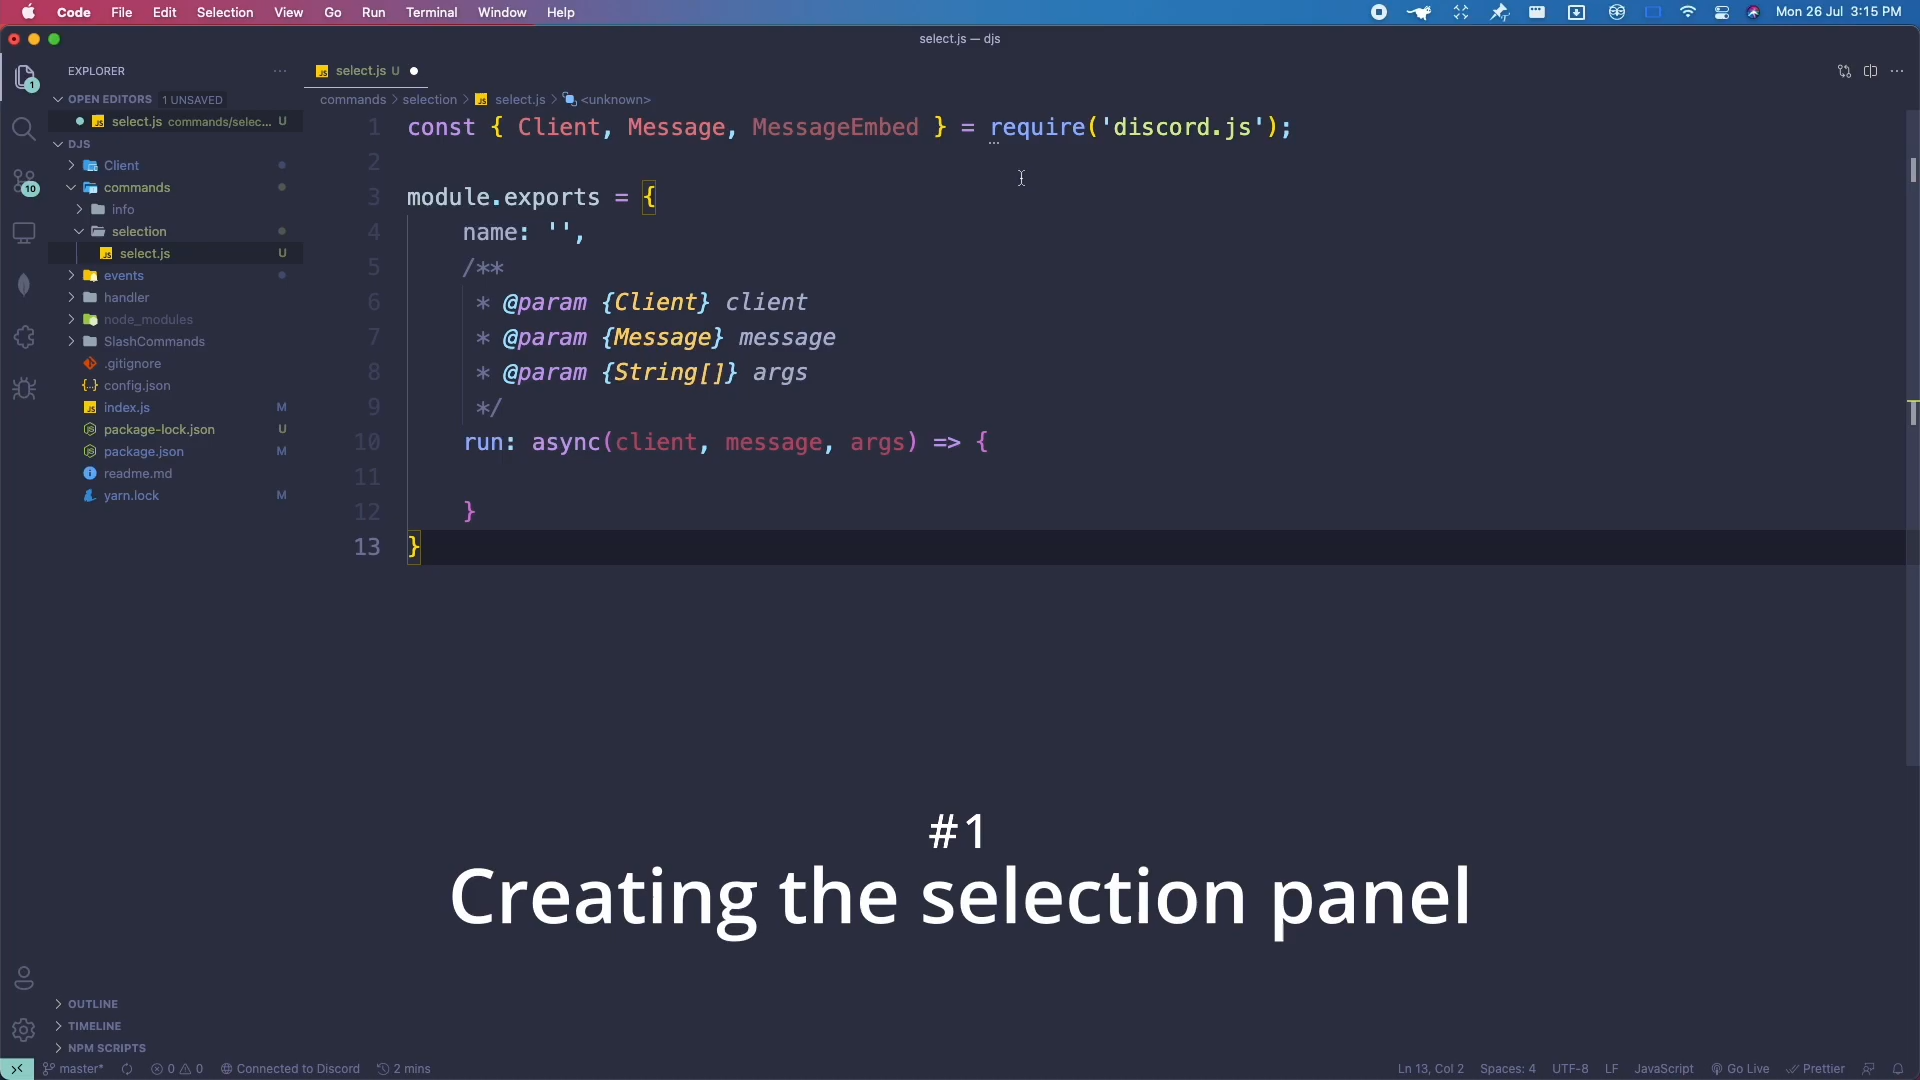 Code File Edit Selection View Go Run Terminal Window Help Mon 26 Jul 3:15 PM
select.js — djs
EXPLORER
select.js U
OPEN EDITORS 1 UNSAVED
commands > selection > select.js > <unknown>
select.js commands/selec... U
DJS
Client
commands
info
selection
select.js U
events
handler
node_modules
SlashCommands
.gitignore
config.json
index.js M
package-lock.json U
package.json M
readme.md
yarn.lock M
1 const { Client, Message, MessageEmbed } = require('discord.js');
2
3 module.exports = {
4 name: '',
5 /**
6 * @param {Client} client
7 * @param {Message} message
8 * @param {String[]} args
9 */
10 run: async(client, message, args) => {
11
12 }
13 }
#1
Creating the selection panel
1
10
OUTLINE
TIMELINE
NPM SCRIPTS
master* 0 0 Connected to Discord 2 mins Ln 13, Col 2 Spaces: 4 UTF-8 LF JavaScript Go Live Prettier